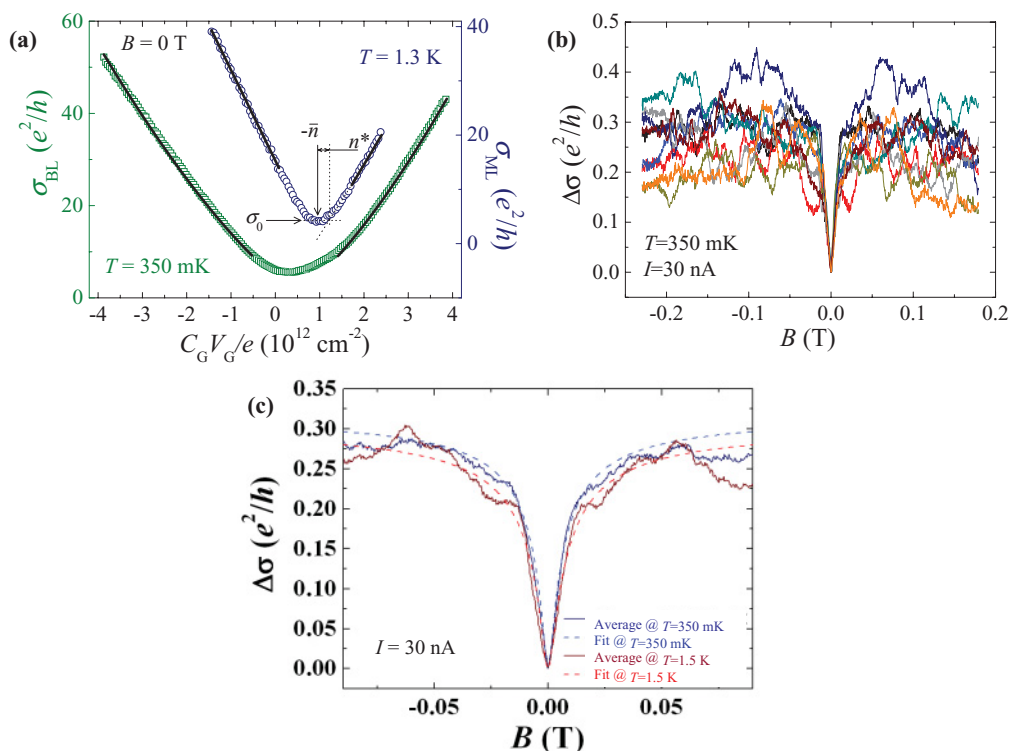 (a)
B = 0 T
T = 1.3 K
-n̄
n*
σ₀
T = 350 mK
σ_BL (e²/h)
60
40
20
0
σ_ML (e²/h)
40
20
0
-4 -3 -2 -1 0 1 2 3 4
C_G V_G/e (10¹² cm⁻²)
(b)
Δσ (e²/h)
0.5
0.4
0.3
0.2
0.1
0.0
T=350 mK
I=30 nA
-0.2 -0.1 0.0 0.1 0.2
B (T)
(c)
Δσ (e²/h)
0.35
0.30
0.25
0.20
0.15
0.10
0.05
0.00
I = 30 nA
Average @ T=350 mK
Fit @ T=350 mK
Average @ T=1.5 K
Fit @ T=1.5 K
-0.05 0.00 0.05
B (T)